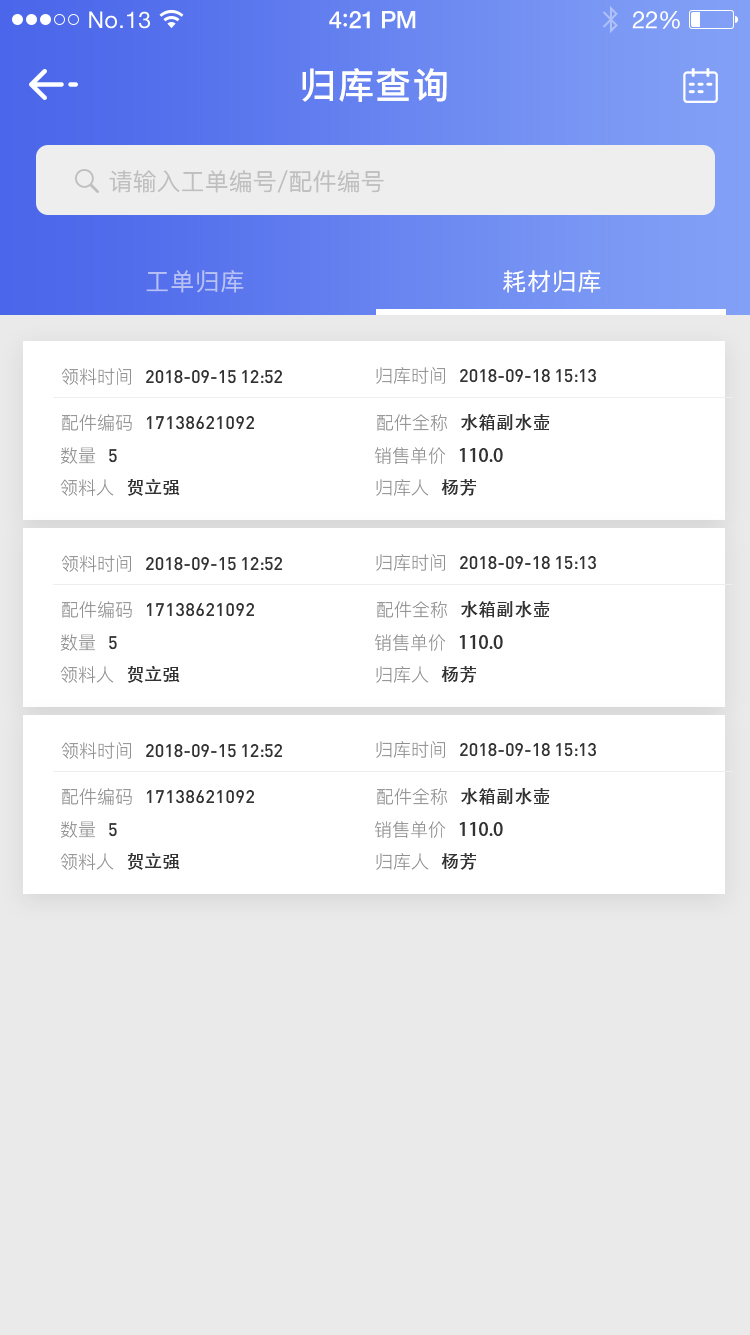 No.13 4:21 PM 22%
归库查询
请输入工单编号/配件编号
工单归库 耗材归库
领料时间 2018-09-15 12:52 归库时间 2018-09-18 15:13
配件编码 17138621092 配件全称 水箱副水壶
数量 5 销售单价 110.0
领料人 贺立强 归库人 杨芳
领料时间 2018-09-15 12:52 归库时间 2018-09-18 15:13
配件编码 17138621092 配件全称 水箱副水壶
数量 5 销售单价 110.0
领料人 贺立强 归库人 杨芳
领料时间 2018-09-15 12:52 归库时间 2018-09-18 15:13
配件编码 17138621092 配件全称 水箱副水壶
数量 5 销售单价 110.0
领料人 贺立强 归库人 杨芳